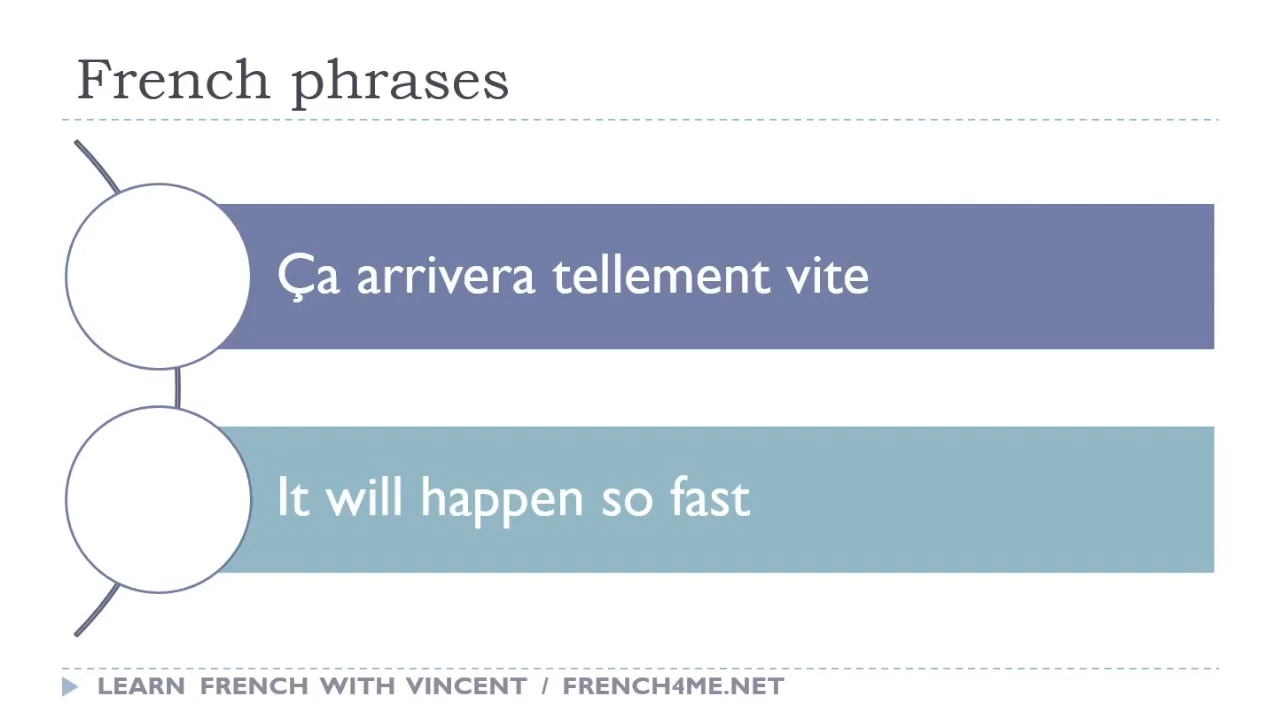 French phrases
Ça arrivera tellement vite
It will happen so fast
LEARN FRENCH WITH VINCENT / FRENCH4ME.NET